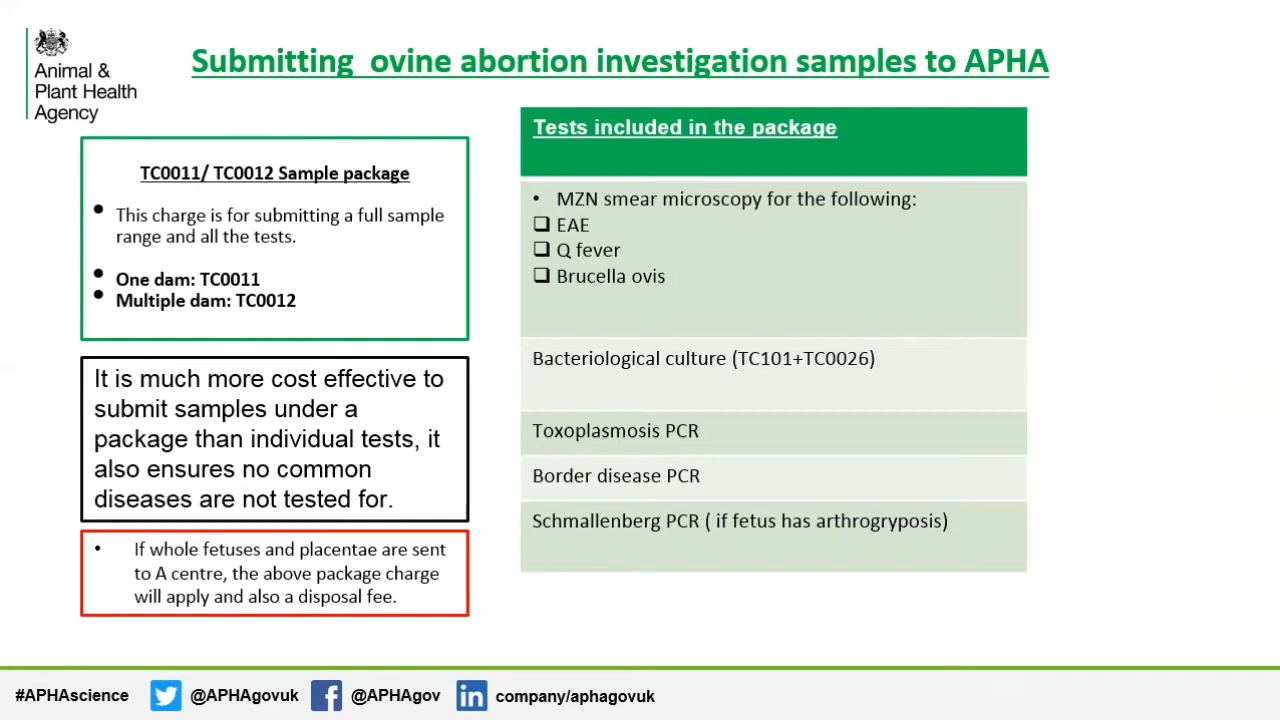 Animal &
Plant Health
Agency
Submitting ovine abortion investigation samples to APHA
TC0011/ TC0012 Sample package
• This charge is for submitting a full sample
range and all the tests.
• One dam: TC0011
• Multiple dam: TC0012
It is much more cost effective to
submit samples under a
package than individual tests, it
also ensures no common
diseases are not tested for.
• If whole fetuses and placentae are sent
to A centre, the above package charge
will apply and also a disposal fee.
Tests included in the package
• MZN smear microscopy for the following:
❑ EAE
❑ Q fever
❑ Brucella ovis
Bacteriological culture (TC101+TC0026)
Toxoplasmosis PCR
Border disease PCR
Schmallenberg PCR ( if fetus has arthrogryposis)
#APHAscience @APHAgovuk @APHAgov company/aphagovuk